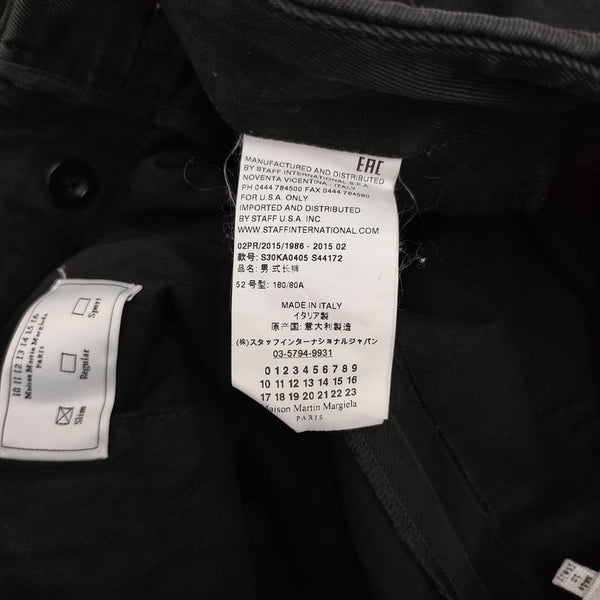 EAC
MANUFACTURED AND DISTRIBUTED
BY STAFF INTERNATIONAL S.P.A.
NOVENTA VICENTINA - ITALY
PH 0444 784500 FAX 0444 784560
FOR U.S.A. ONLY
IMPORTED AND DISTRIBUTED
BY STAFF U.S.A. INC.
WWW.STAFFINTERNATIONAL.COM
02PR/2015/1986 - 2015 02
款号: S30KA0405 S44172
品名: 男式长裤
52 号型: 180/80A
MADE IN ITALY
イタリア製
原产国: 意大利製造
(株)スタッフインターナショナルジャパン
03-5794-9931
0 1 2 3 4 5 6 7 8 9
10 11 12 13 14 15 16
17 18 19 20 21 22 23
Maison Martin Margiela
PARIS
10 11 12 13 14 15 16
Maison Martin Margiela
PARIS
Sport
Regular
Slim